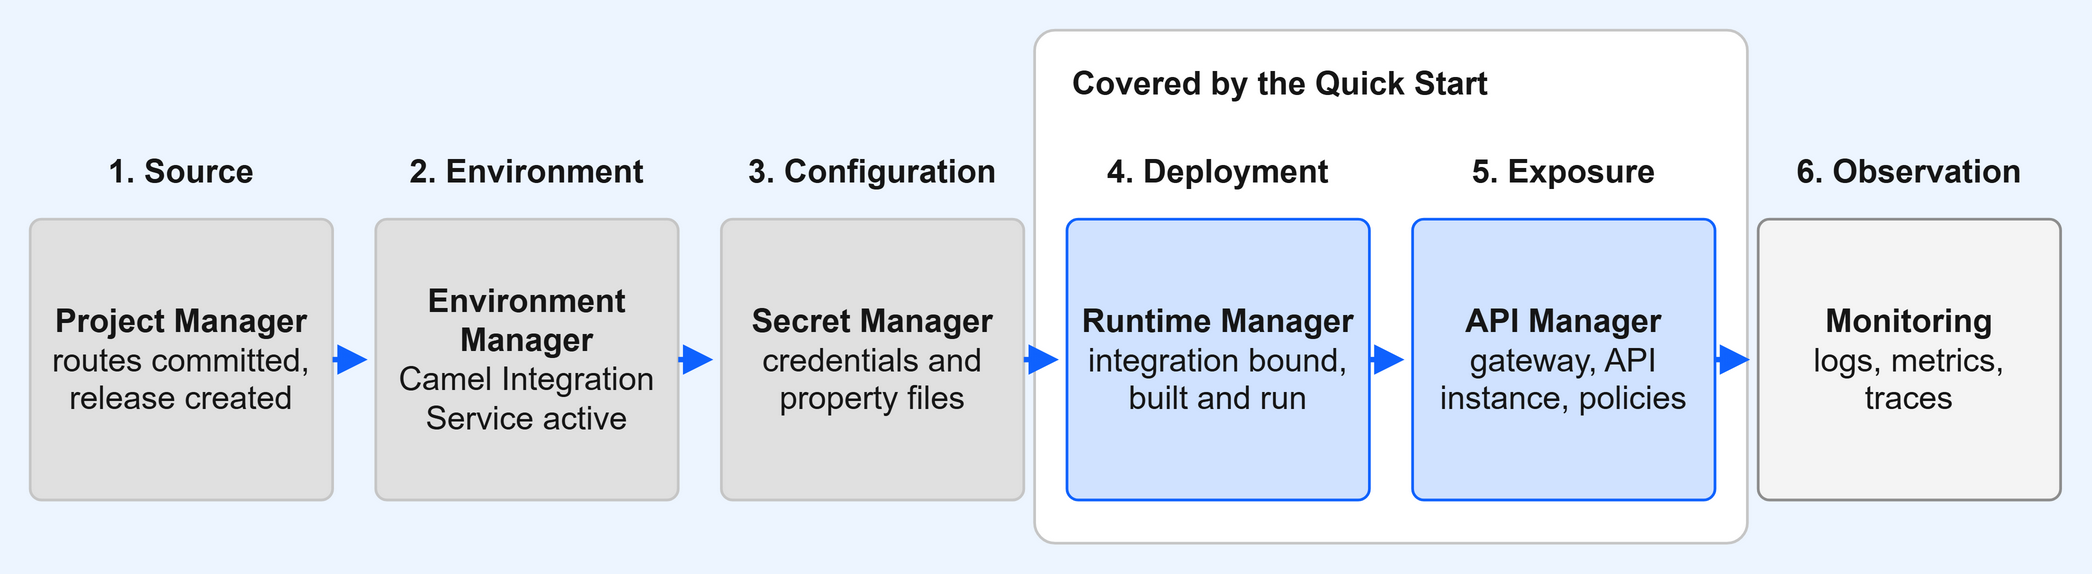 Covered by the Quick Start
1. Source
2. Environment
3. Configuration
4. Deployment
5. Exposure
6. Observation
Project Manager
routes committed,
release created
Environment
Manager
Camel Integration
Service active
Secret Manager
credentials and
property files
Runtime Manager
integration bound,
built and run
API Manager
gateway, API
instance, policies
Monitoring
logs, metrics,
traces